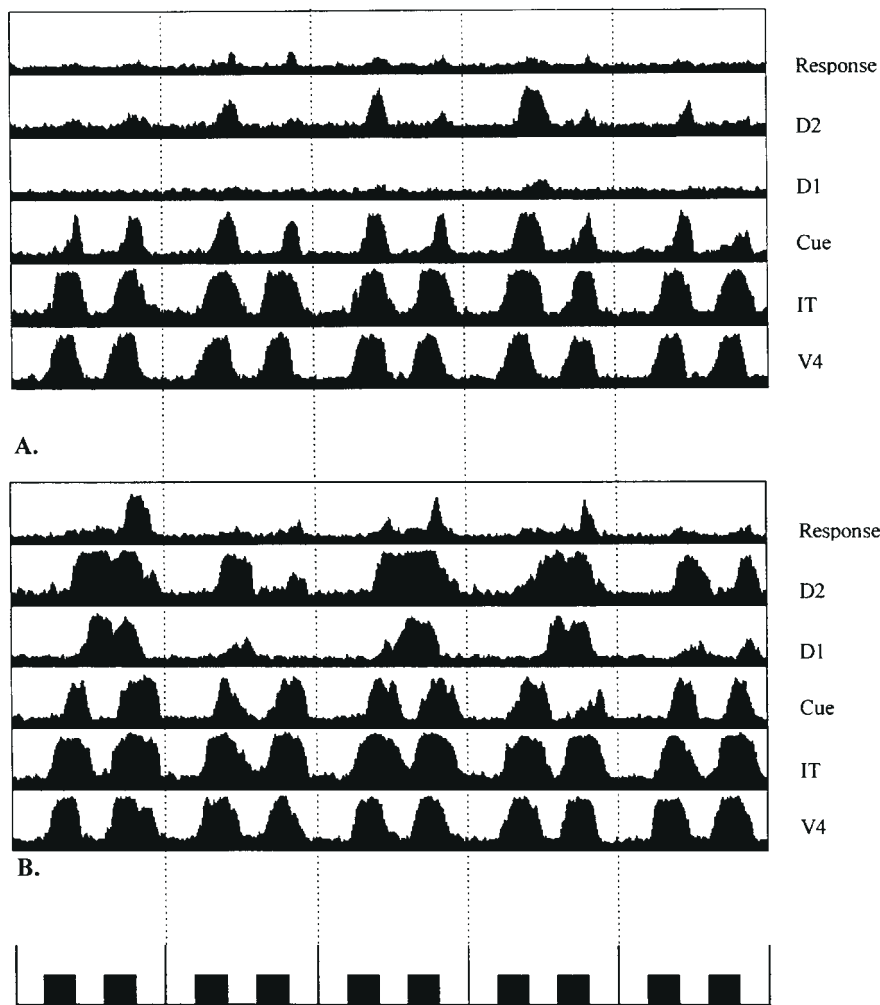 Response
D2
D1
Cue
IT
V4
A.
Response
D2
D1
Cue
IT
V4
B.